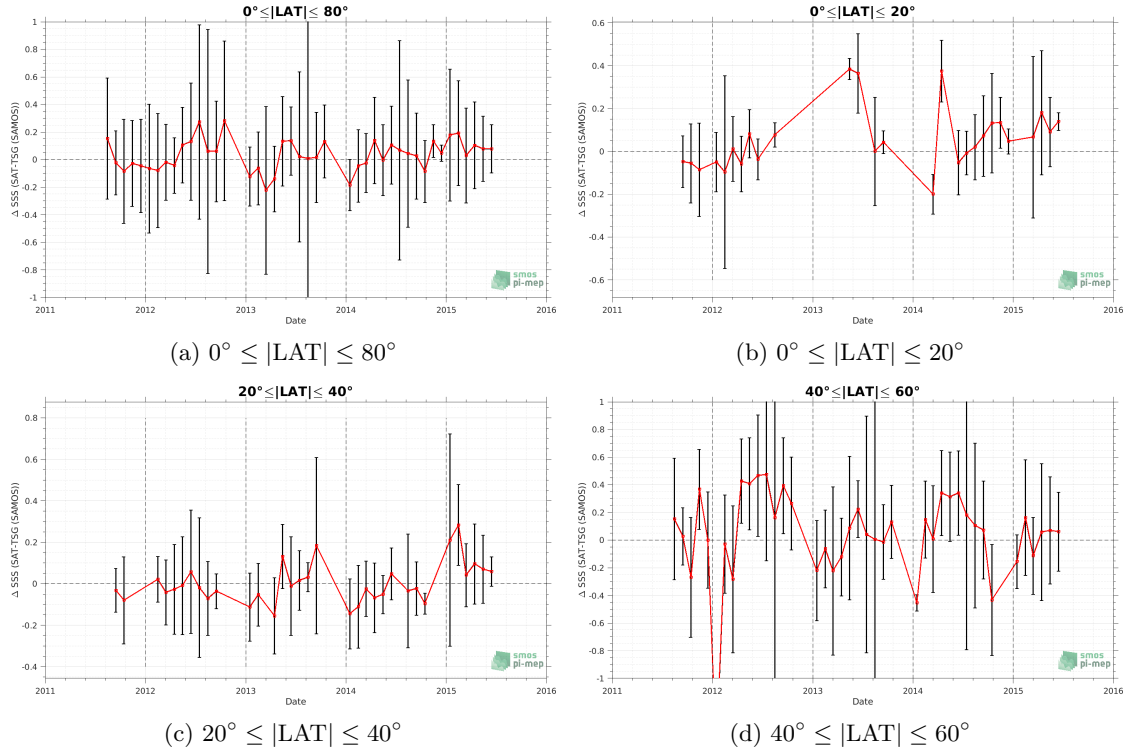 0°≤|LAT|≤ 80°
1
0.8
0.6
0.4
0.2
0
-0.2
-0.4
-0.6
-0.8
-1
Δ SSS (SAT-TSG (SAMOS))
2011 2012 2013 2014 2015 2016
Date
smos
pi-mep
(a) 0° ≤ |LAT| ≤ 80°
0°≤|LAT|≤ 20°
0.6
0.4
0.2
0
-0.2
-0.4
-0.6
Δ SSS (SAT-TSG (SAMOS))
2011 2012 2013 2014 2015 2016
Date
smos
pi-mep
(b) 0° ≤ |LAT| ≤ 20°
20°≤|LAT|≤ 40°
0.8
0.6
0.4
0.2
0
-0.2
-0.4
Δ SSS (SAT-TSG (SAMOS))
2011 2012 2013 2014 2015 2016
Date
smos
pi-mep
(c) 20° ≤ |LAT| ≤ 40°
40°≤|LAT|≤ 60°
1
0.8
0.6
0.4
0.2
0
-0.2
-0.4
-0.6
-0.8
-1
Δ SSS (SAT-TSG (SAMOS))
2011 2012 2013 2014 2015 2016
Date
smos
pi-mep
(d) 40° ≤ |LAT| ≤ 60°